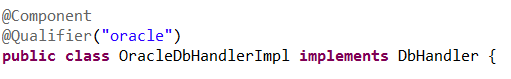 @Component
@Qualifier("oracle")
public class OracleDbHandlerImpl implements DbHandler {